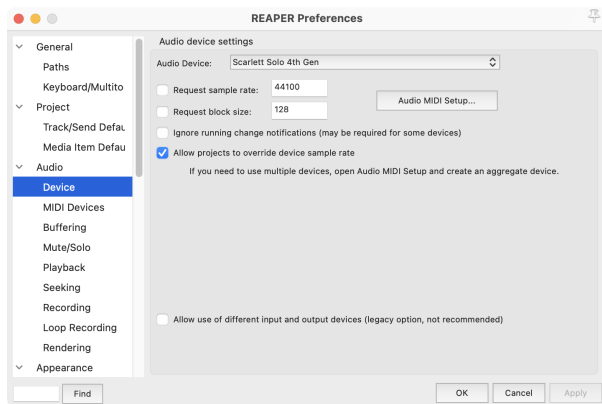 REAPER Preferences
General
Paths
Keyboard/Multito
Project
Track/Send Defau
Media Item Defau
Audio
Device
MIDI Devices
Buffering
Mute/Solo
Playback
Seeking
Recording
Loop Recording
Rendering
Appearance
Find
Audio device settings
Audio Device: Scarlett Solo 4th Gen
Request sample rate: 44100
Request block size: 128
Audio MIDI Setup...
Ignore running change notifications (may be required for some devices)
Allow projects to override device sample rate
If you need to use multiple devices, open Audio MIDI Setup and create an aggregate device.
Allow use of different input and output devices (legacy option, not recommended)
OK Cancel Apply